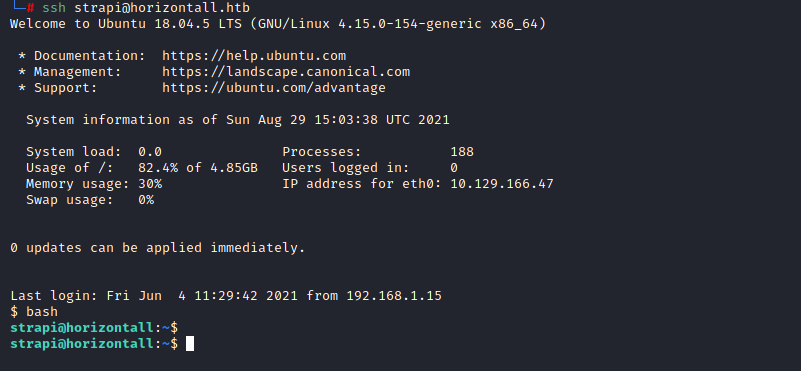 └─# ssh strapi@horizontall.htb
Welcome to Ubuntu 18.04.5 LTS (GNU/Linux 4.15.0-154-generic x86_64)
* Documentation:  https://help.ubuntu.com
* Management:     https://landscape.canonical.com
* Support:        https://ubuntu.com/advantage
System information as of Sun Aug 29 15:03:38 UTC 2021
System load:  0.0               Processes:             188
Usage of /:   82.4% of 4.85GB   Users logged in:       0
Memory usage: 30%               IP address for eth0: 10.129.166.47
Swap usage:   0%
0 updates can be applied immediately.
Last login: Fri Jun  4 11:29:42 2021 from 192.168.1.15
$ bash
strapi@horizontall:~$
strapi@horizontall:~$